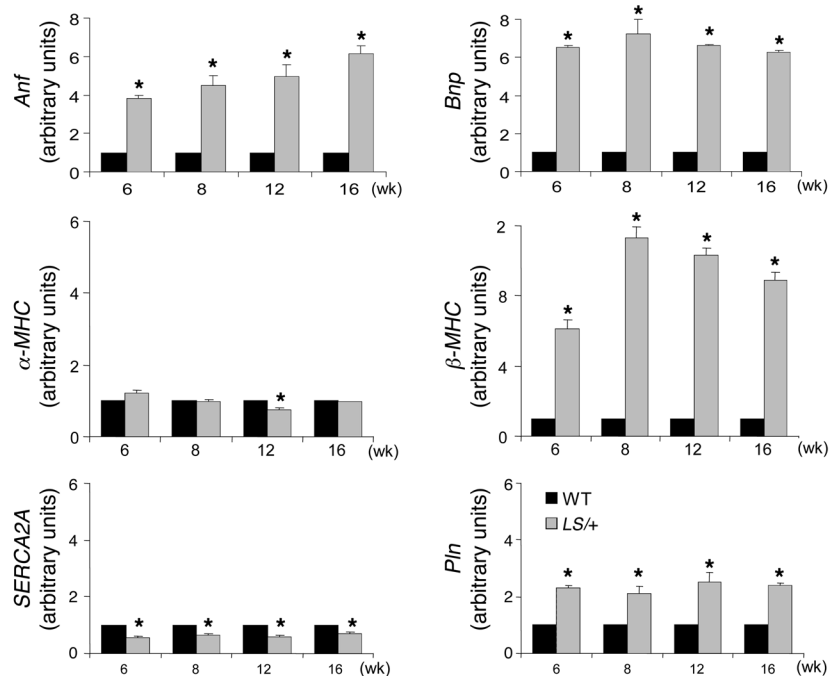 Anf
(arbitrary units)
8
6
4
2
0
*
*
*
*
6 8 12 16 (wk)
Bnp
(arbitrary units)
8
6
4
2
0
*
*
*
*
6 8 12 16 (wk)
α-MHC
(arbitrary units)
6
4
2
0
*
6 8 12 16 (wk)
β-MHC
(arbitrary units)
2
8
4
0
*
*
*
*
6 8 12 16 (wk)
SERCA2A
(arbitrary units)
6
4
2
0
* * * *
6 8 12 16 (wk)
Pln
(arbitrary units)
6
4
2
0
WT
LS/+
*
*
*
*
6 8 12 16 (wk)